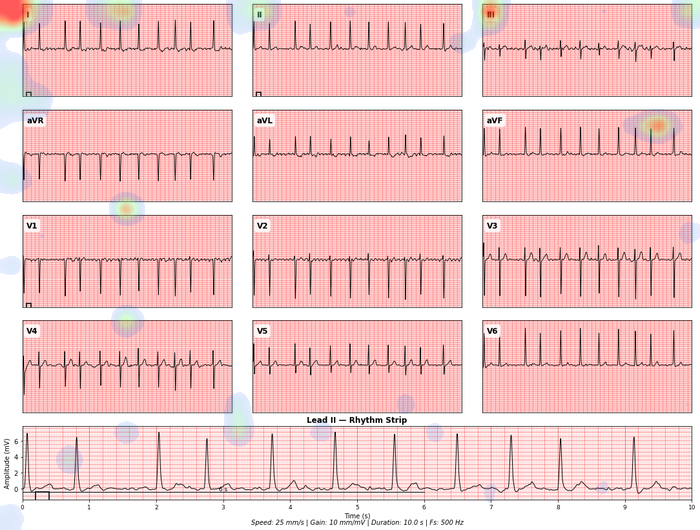 I
II
III
aVR
aVL
aVF
V1
V2
V3
V4
V5
V6
Lead II — Rhythm Strip
Amplitude (mV)
6
4
2
0
0 1 2 3 4 5 6 7 8 9 10
Time (s)
Speed: 25 mm/s | Gain: 10 mm/mV | Duration: 10.0 s | Fs: 500 Hz